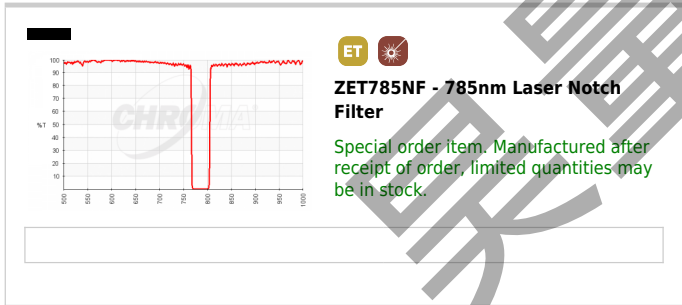 ET
ZET785NF - 785nm Laser Notch
Filter
Special order item. Manufactured after
receipt of order, limited quantities may
be in stock.
100
90
80
70
60
50
40
30
20
10
%T
CHROMA
500
550
600
650
700
750
800
850
900
950
1000